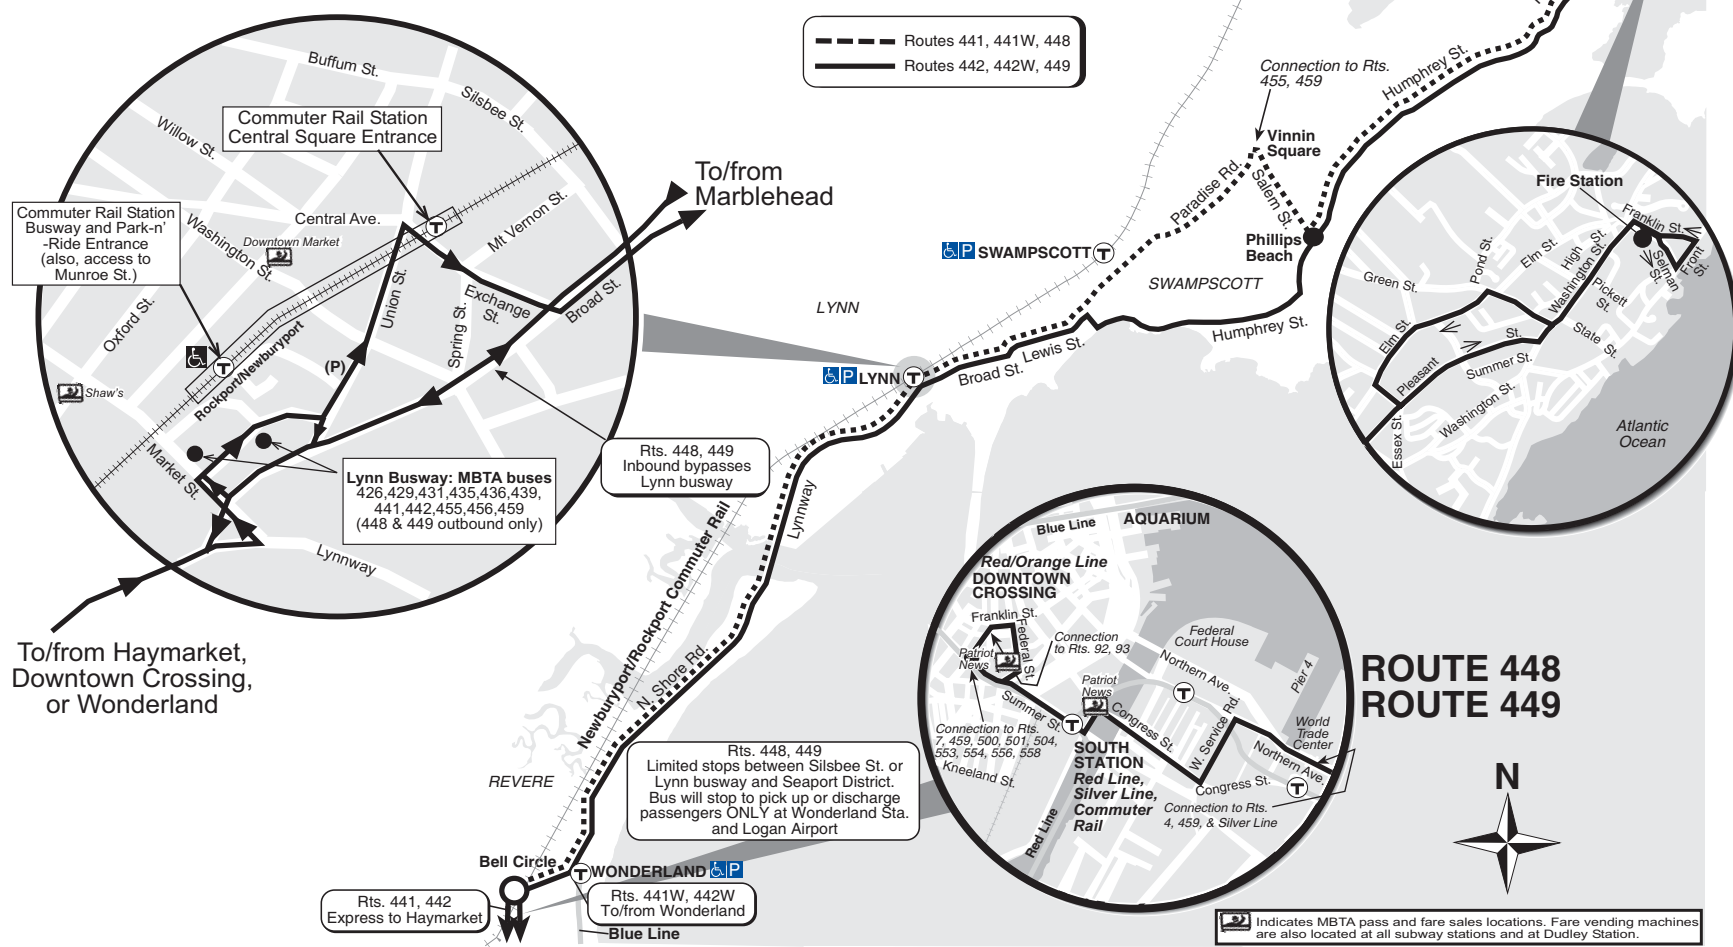 Routes 441, 441W, 448
Routes 442, 442W, 449
Buffum St.
Silsbee St.
Willow St.
Commuter Rail Station
Central Square Entrance
Commuter Rail Station
Busway and Park-n'
-Ride Entrance
(also, access to
Munroe St.)
Washington St.
Central Ave.
Downtown Market
Mt Vernon St.
To/from
Marblehead
Oxford St.
Union St.
Exchange
St.
Broad St.
Spring St.
(P)
Rockport/Newburyport
Shaw's
Market St.
Lynn Busway: MBTA buses
426,429,431,435,436,439,
441,442,455,456,459
(448 & 449 outbound only)
Lynnway
To/from Haymarket,
Downtown Crossing,
or Wonderland
Rts. 448, 449
Inbound bypasses
Lynn busway
Connection to Rts.
455, 459
Vinnin
Square
Humphrey St.
Paradise Rd.
Salem St.
Phillips
Beach
P SWAMPSCOTT T
SWAMPSCOTT
LYNN
Humphrey St.
Lewis St.
Broad St.
P LYNN T
Lynnway
Newburyport/Rockport Commuter Rail
N. Shore Rd.
REVERE
Rts. 448, 449
Limited stops between Silsbee St. or
Lynn busway and Seaport District.
Bus will stop to pick up or discharge
passengers ONLY at Wonderland Sta.
and Logan Airport
Bell Circle
T WONDERLAND P
Rts. 441, 442
Express to Haymarket
Rts. 441W, 442W
To/from Wonderland
Blue Line
Fire Station
Franklin St.
Front St.
Selman St.
High St.
Elm St.
Pond St.
Washington St.
Pickett St.
Green St.
State St.
Elm St.
St.
Pleasant
Summer St.
Washington St.
Essex St.
Atlantic
Ocean
Blue Line
AQUARIUM
Red/Orange Line
DOWNTOWN
CROSSING
Franklin St.
Federal St.
Patriot
News
Connection
to Rts. 92, 93
Federal
Court House
Northern Ave.
Pier 4
Patriot
News
Summer St.
Congress St.
W. Service Rd.
World
Trade
Center
Northern Ave.
Connection to Rts.
7, 459, 500, 501, 504,
553, 554, 556, 558
Kneeland St.
SOUTH
STATION
Red Line,
Silver Line,
Commuter
Rail
Congress St.
Connection to Rts.
4, 459, & Silver Line
Red Line
ROUTE 448
ROUTE 449
N
Indicates MBTA pass and fare sales locations. Fare vending machines
are also located at all subway stations and at Dudley Station.